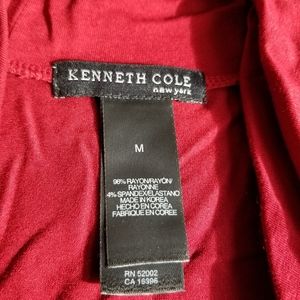 KENNETH COLE
new york
M
96% RAYON/RAYON/
RAYONNE
4% SPANDEX/ELASTANO
MADE IN KOREA
HECHO EN COREA
FABRIQUE EN COREE
RN 52002
CA 16396